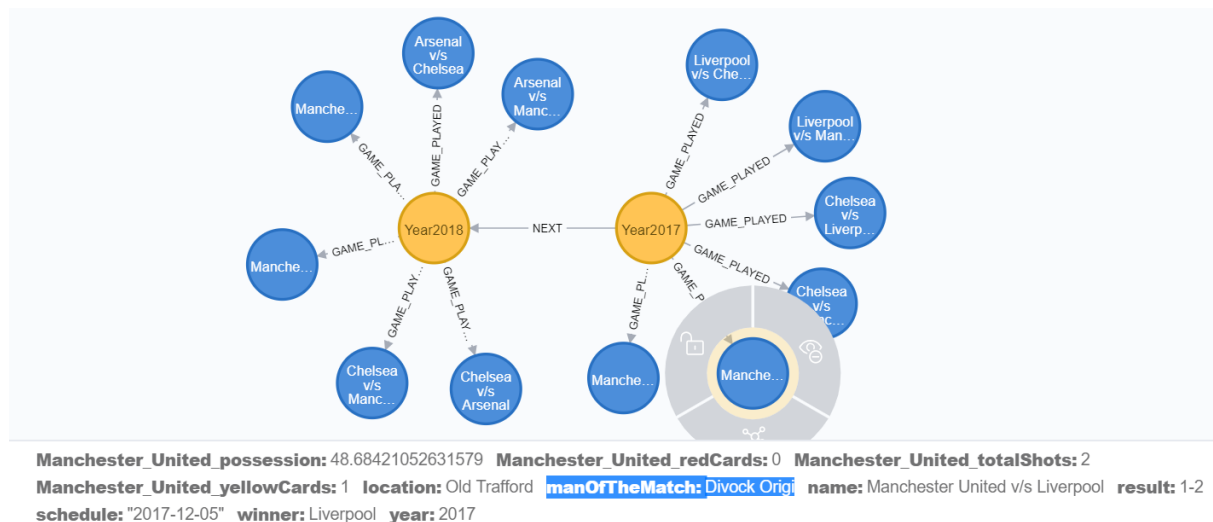 Arsenal
v/s
Chelsea
Liverpool
v/s Che...
Arsenal
v/s
Manc...
Manche...
Liverpool
v/s Man...
GAME_PLAYED
GAME_PLAY...
GAME_PLA...
GAME_PLAYED
GAME_PLAYED
Chelsea
v/s
Liverp...
Year2018
NEXT
Year2017
GAME_PLAYED
Manche...
GAME_PL...
GAME_PLAYED
Chelsea
v/s
GAME_PLAY...
GAME_PLAY...
GAME_PL...
GAME_P
Chelsea
v/s
Manc...
Chelsea
v/s
Arsenal
Manche...
Manche...
Manchester_United_possession: 48.68421052631579 Manchester_United_redCards: 0 Manchester_United_totalShots: 2
Manchester_United_yellowCards: 1 location: Old Trafford manOfTheMatch: Divock Origi name: Manchester United v/s Liverpool result: 1-2
schedule: "2017-12-05" winner: Liverpool year: 2017